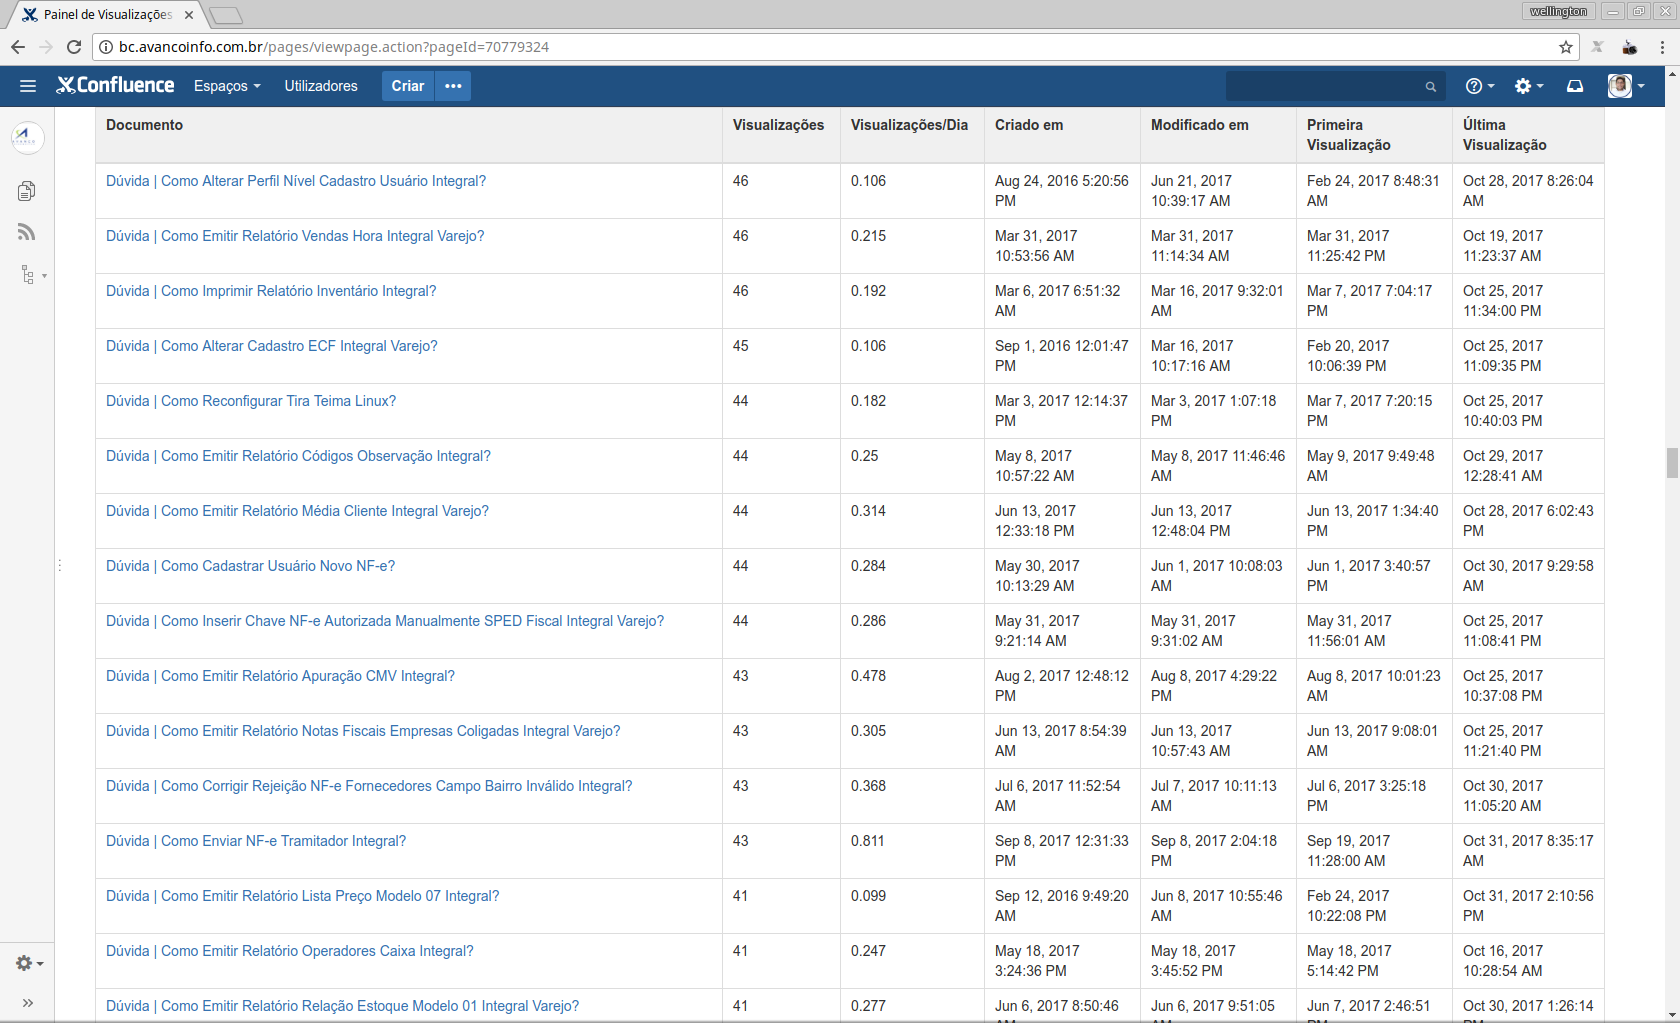 Painel de Visualizações
wellington
bc.avancoinfo.com.br/pages/viewpage.action?pageId=70779324
Confluence Espaços Utilizadores Criar •••
Documento Visualizações Visualizações/Dia Criado em Modificado em Primeira Última
Visualização Visualização
Dúvida | Como Alterar Perfil Nível Cadastro Usuário Integral? 46 0.106 Aug 24, 2016 5:20:56 Jun 21, 2017 Feb 24, 2017 8:48:31 Oct 28, 2017 8:26:04
PM 10:39:17 AM AM AM
Dúvida | Como Emitir Relatório Vendas Hora Integral Varejo? 46 0.215 Mar 31, 2017 Mar 31, 2017 Mar 31, 2017 Oct 19, 2017
10:53:56 AM 11:14:34 AM 11:25:42 PM 11:23:37 AM
Dúvida | Como Imprimir Relatório Inventário Integral? 46 0.192 Mar 6, 2017 6:51:32 Mar 16, 2017 9:32:01 Mar 7, 2017 7:04:17 Oct 25, 2017
AM AM PM 11:34:00 PM
Dúvida | Como Alterar Cadastro ECF Integral Varejo? 45 0.106 Sep 1, 2016 12:01:47 Mar 16, 2017 Feb 20, 2017 Oct 25, 2017
PM 10:17:16 AM 10:06:39 PM 11:09:35 PM
Dúvida | Como Reconfigurar Tira Teima Linux? 44 0.182 Mar 3, 2017 12:14:37 Mar 3, 2017 1:07:18 Mar 7, 2017 7:20:15 Oct 25, 2017
PM PM PM 10:40:03 PM
Dúvida | Como Emitir Relatório Códigos Observação Integral? 44 0.25 May 8, 2017 May 8, 2017 11:46:46 May 9, 2017 9:49:48 Oct 29, 2017
10:57:22 AM AM AM 12:28:41 AM
Dúvida | Como Emitir Relatório Média Cliente Integral Varejo? 44 0.314 Jun 13, 2017 Jun 13, 2017 Jun 13, 2017 1:34:40 Oct 28, 2017 6:02:43
12:33:18 PM 12:48:04 PM PM PM
Dúvida | Como Cadastrar Usuário Novo NF-e? 44 0.284 May 30, 2017 Jun 1, 2017 10:08:03 Jun 1, 2017 3:40:57 Oct 30, 2017 9:29:58
10:13:29 AM AM PM AM
Dúvida | Como Inserir Chave NF-e Autorizada Manualmente SPED Fiscal Integral Varejo? 44 0.286 May 31, 2017 May 31, 2017 May 31, 2017 Oct 25, 2017
9:21:14 AM 9:31:02 AM 11:56:01 AM 11:08:41 PM
Dúvida | Como Emitir Relatório Apuração CMV Integral? 43 0.478 Aug 2, 2017 12:48:12 Aug 8, 2017 4:29:22 Aug 8, 2017 10:01:23 Oct 25, 2017
PM PM AM 10:37:08 PM
Dúvida | Como Emitir Relatório Notas Fiscais Empresas Coligadas Integral Varejo? 43 0.305 Jun 13, 2017 8:54:39 Jun 13, 2017 Jun 13, 2017 9:08:01 Oct 25, 2017
AM 10:57:43 AM AM 11:21:40 PM
Dúvida | Como Corrigir Rejeição NF-e Fornecedores Campo Bairro Inválido Integral? 43 0.368 Jul 6, 2017 11:52:54 Jul 7, 2017 10:11:13 Jul 6, 2017 3:25:18 Oct 30, 2017
AM AM PM 11:05:20 AM
Dúvida | Como Enviar NF-e Tramitador Integral? 43 0.811 Sep 8, 2017 12:31:33 Sep 8, 2017 2:04:18 Sep 19, 2017 Oct 31, 2017 8:35:17
PM PM 11:28:00 AM AM
Dúvida | Como Emitir Relatório Lista Preço Modelo 07 Integral? 41 0.099 Sep 12, 2016 9:49:20 Jun 8, 2017 10:55:46 Feb 24, 2017 Oct 31, 2017 2:10:56
AM AM 10:22:08 PM PM
Dúvida | Como Emitir Relatório Operadores Caixa Integral? 41 0.247 May 18, 2017 May 18, 2017 May 18, 2017 Oct 16, 2017
3:24:36 PM 3:45:52 PM 5:14:42 PM 10:28:54 AM
Dúvida | Como Emitir Relatório Relação Estoque Modelo 01 Integral Varejo? 41 0.277 Jun 6, 2017 8:50:46 Jun 6, 2017 9:51:05 Jun 7, 2017 2:46:51 Oct 30, 2017 1:26:14